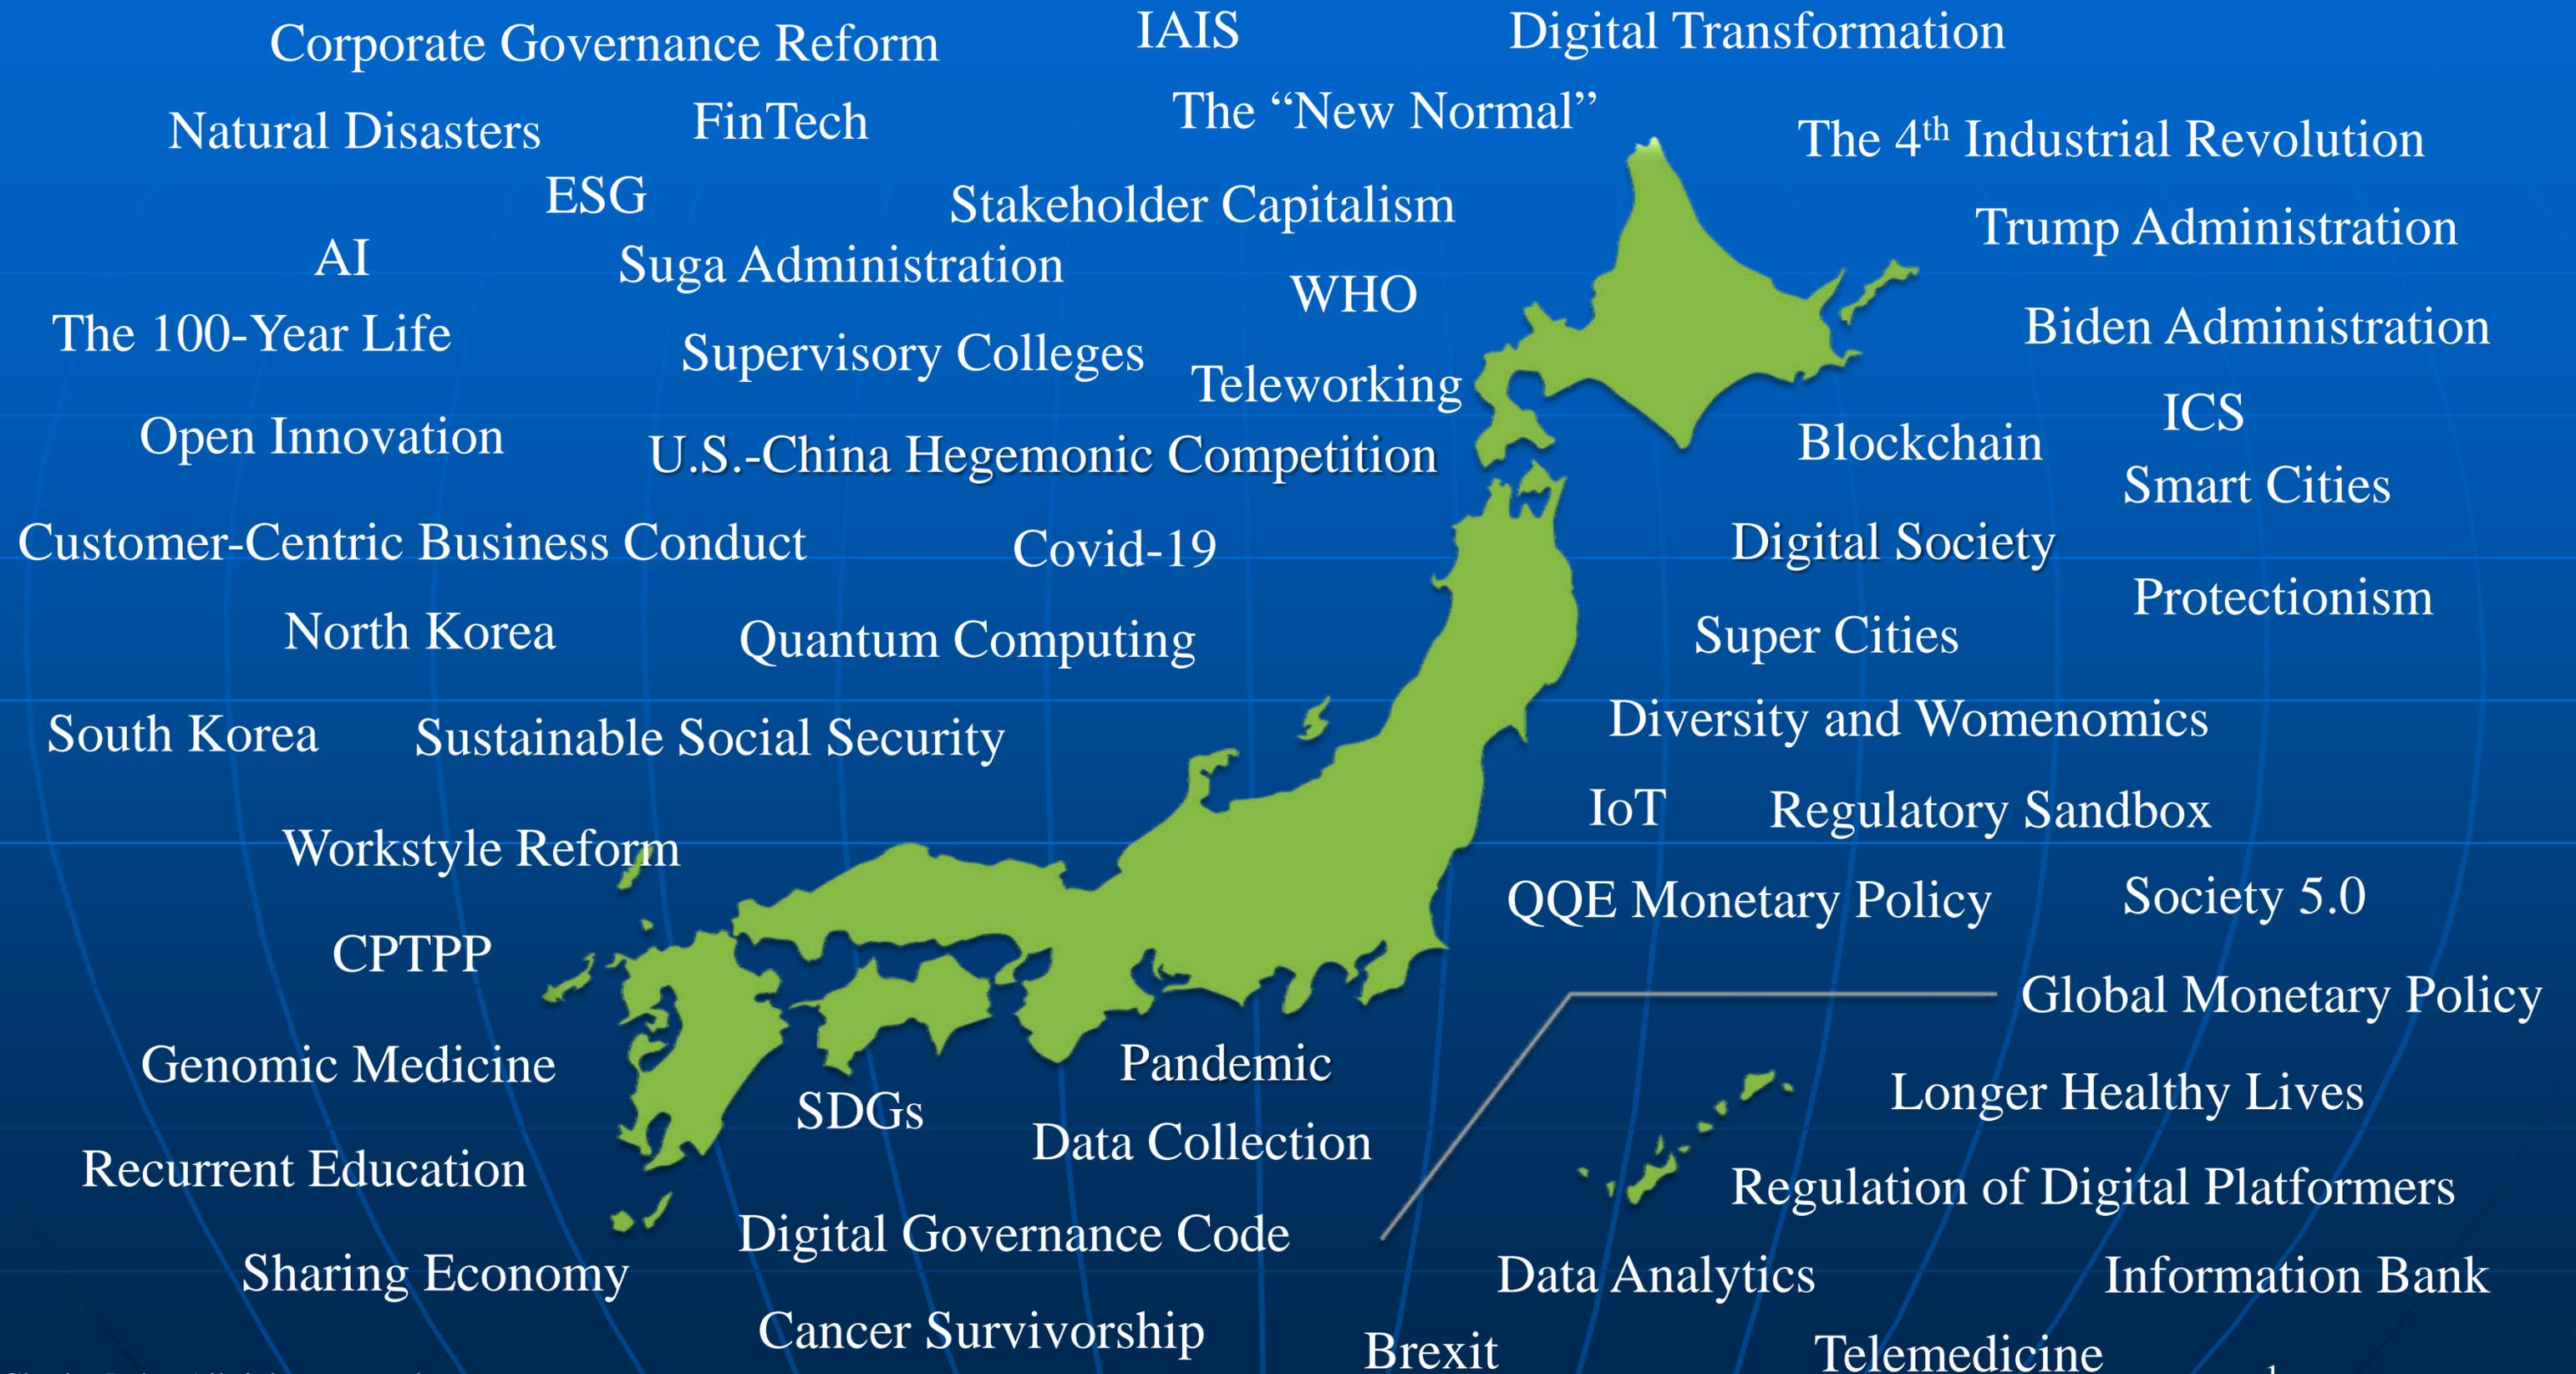 Corporate Governance Reform
IAIS
Digital Transformation
Natural Disasters
FinTech
The “New Normal”
The 4th Industrial Revolution
ESG
Stakeholder Capitalism
Trump Administration
AI
Suga Administration
WHO
The 100-Year Life
Supervisory Colleges
Biden Administration
Teleworking
ICS
Open Innovation
U.S.-China Hegemonic Competition
Blockchain
Smart Cities
Customer-Centric Business Conduct
Covid-19
Digital Society
Protectionism
North Korea
Quantum Computing
Super Cities
South Korea
Sustainable Social Security
Diversity and Womenomics
IoT
Regulatory Sandbox
Workstyle Reform
QQE Monetary Policy
Society 5.0
CPTPP
Global Monetary Policy
Genomic Medicine
Pandemic
Longer Healthy Lives
SDGs
Data Collection
Recurrent Education
Regulation of Digital Platformers
Digital Governance Code
Sharing Economy
Data Analytics
Information Bank
Cancer Survivorship
Brexit
Telemedicine